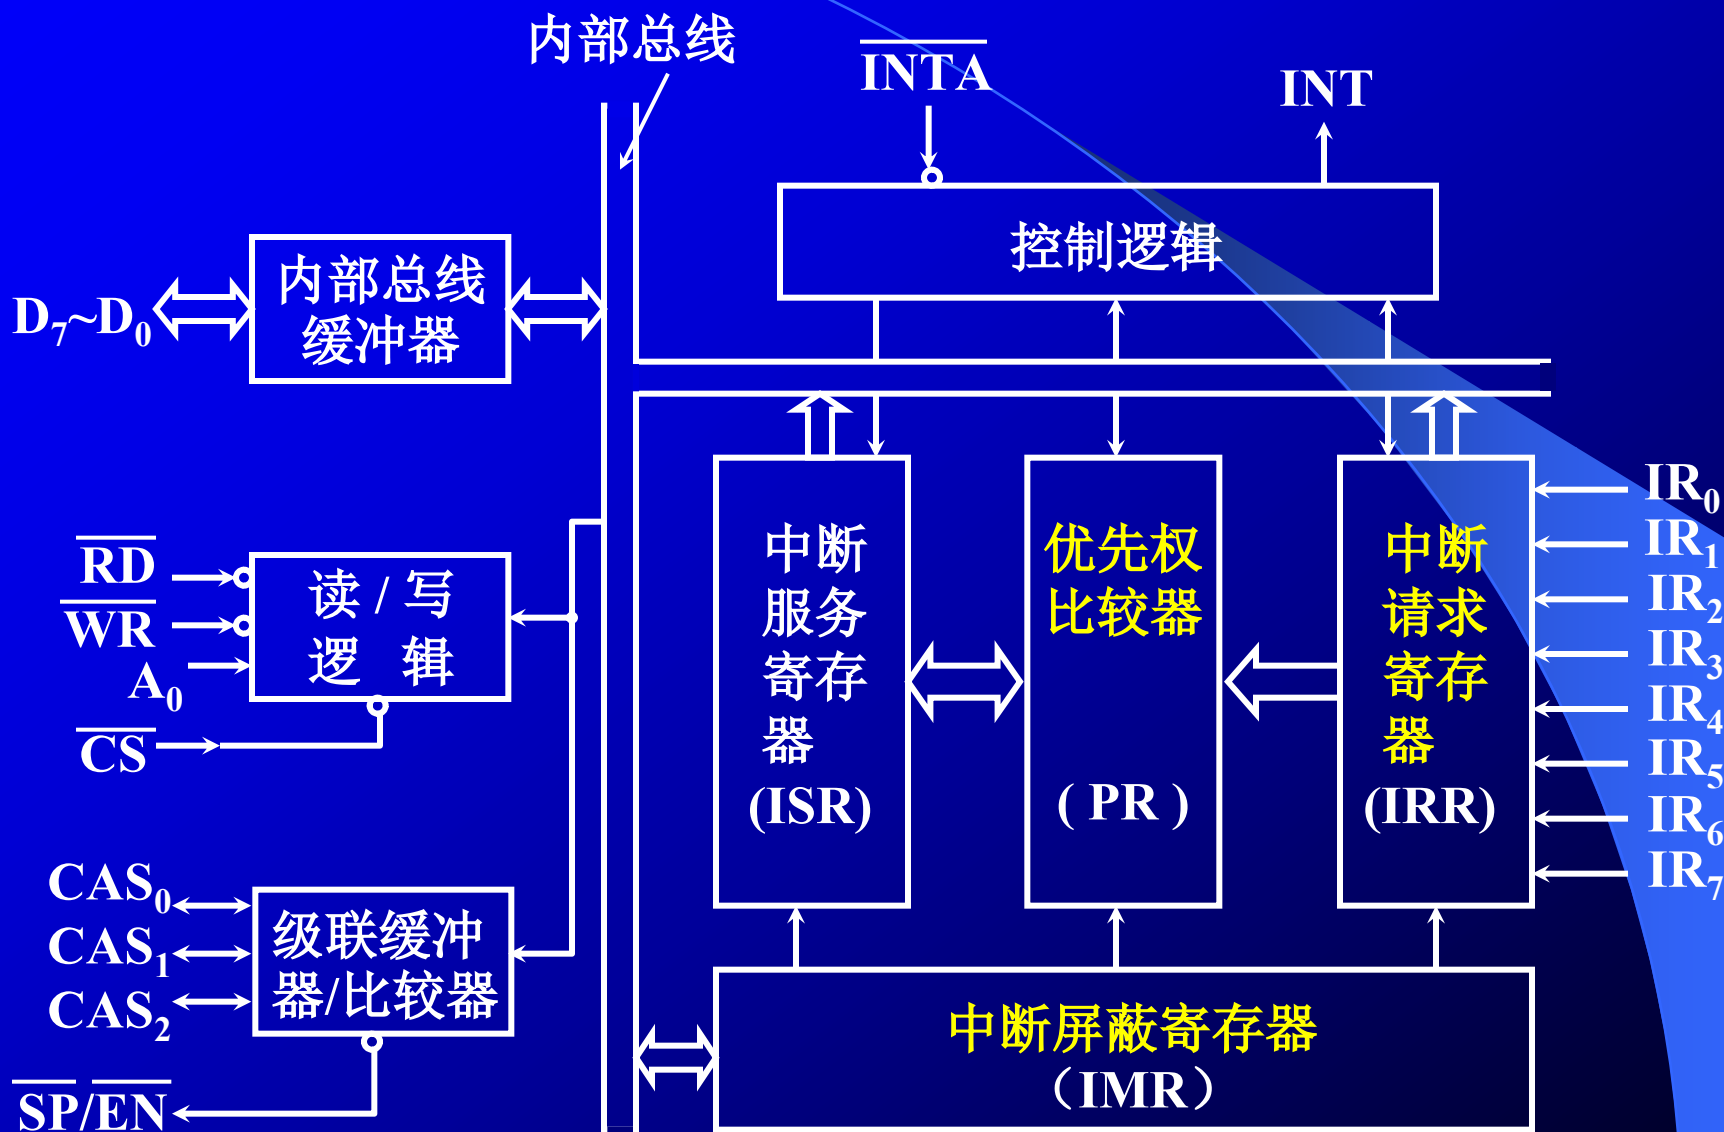 内部总线
INTA
INT
控制逻辑
内部总线
缓冲器
D7~D0
RD
WR
A0
CS
读/写
逻 辑
中断
服务
寄存
器
(ISR)
优先权
比较器
( PR )
中断
请求
寄存
器
(IRR)
IR0
IR1
IR2
IR3
IR4
IR5
IR6
IR7
CAS0
CAS1
CAS2
级联缓冲
器/比较器
SP/EN
中断屏蔽寄存器
（IMR）